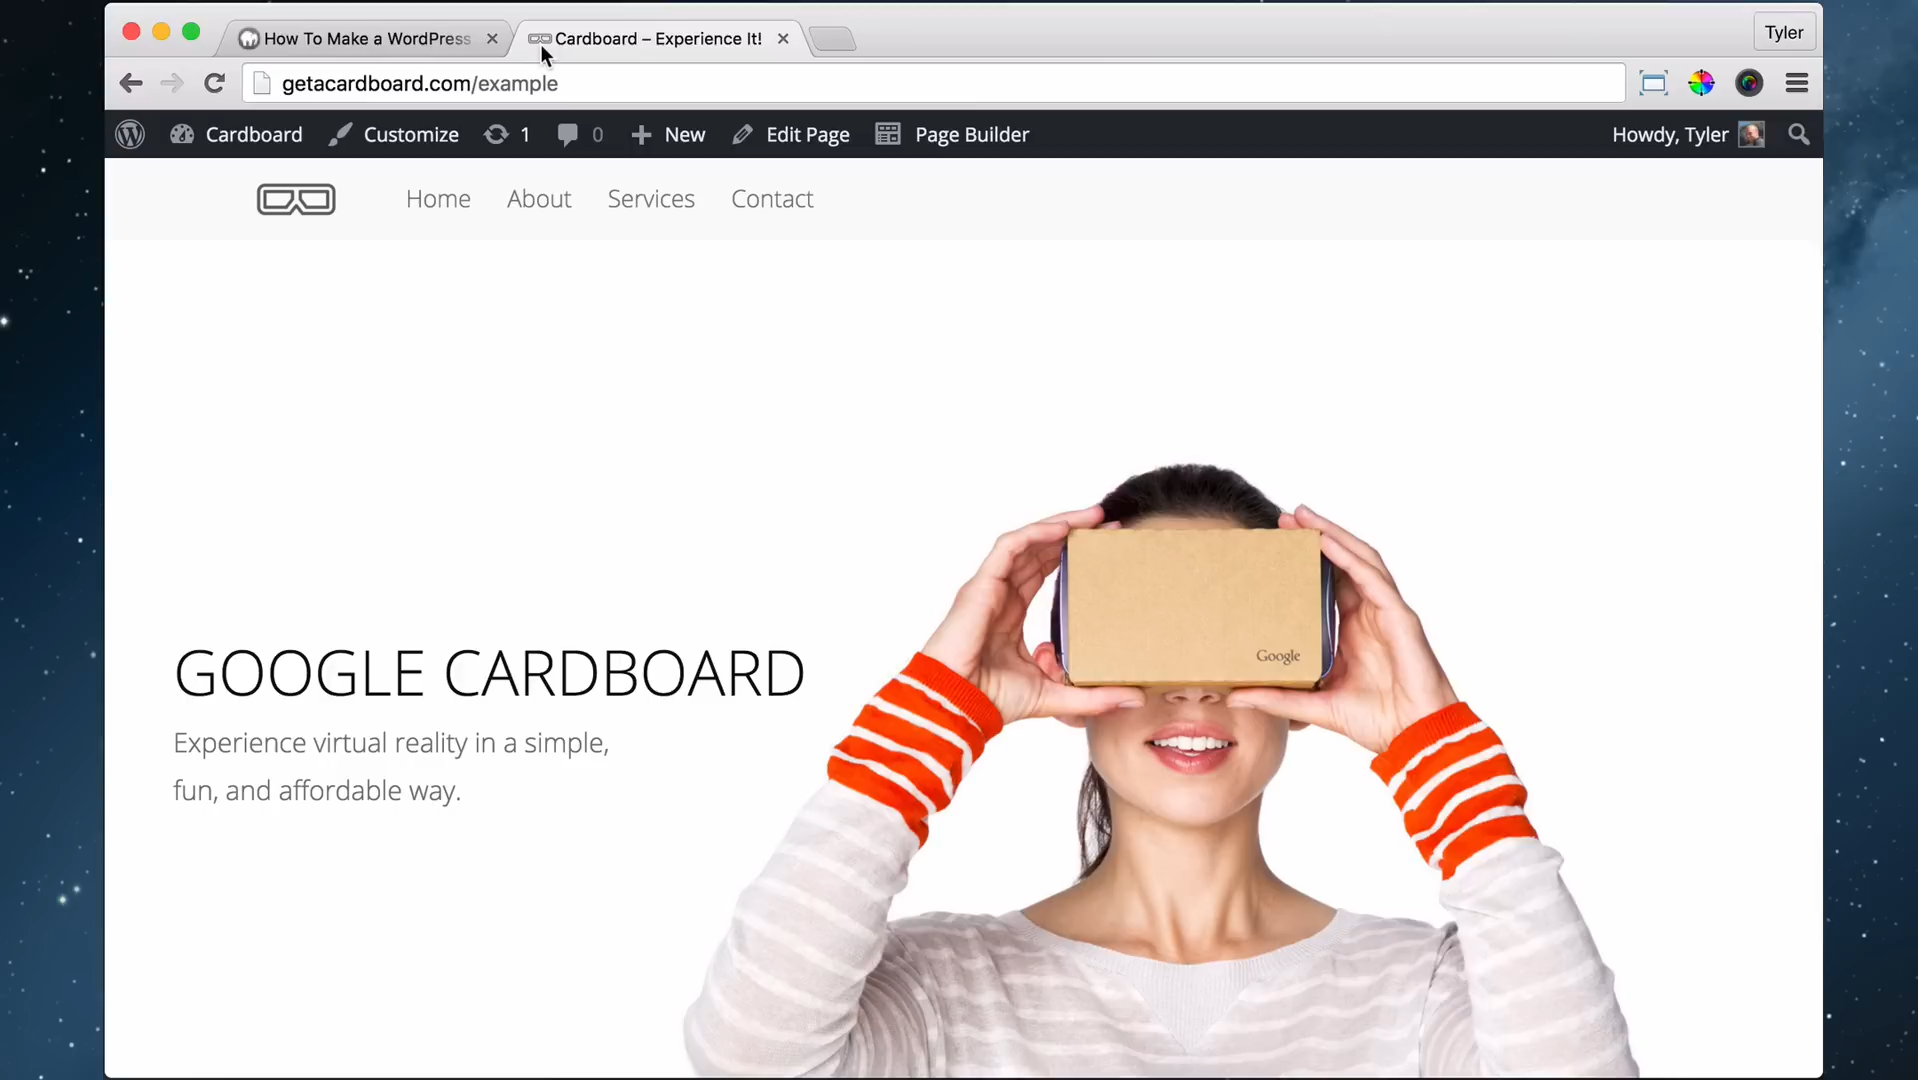 How To Make a WordPress
Cardboard – Experience It!
Tyler
getacardboard.com/example
Cardboard Customize 1 0 New Edit Page Page Builder Howdy, Tyler
Home About Services Contact
Google
GOOGLE CARDBOARD
Experience virtual reality in a simple,
fun, and affordable way.